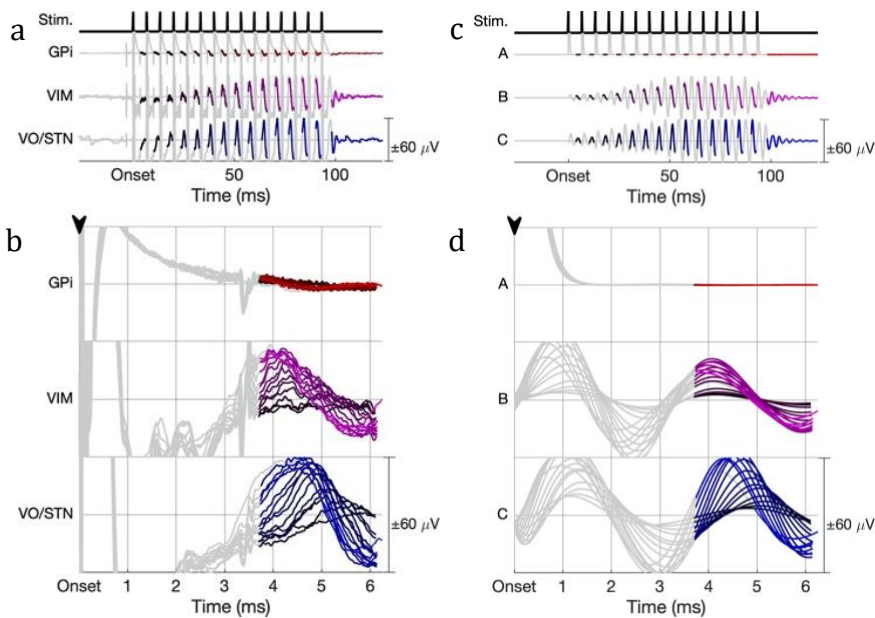 a
Stim.
GPi
VIM
VO/STN
±60 μV
Onset 50 100
Time (ms)
c
Stim.
A
B
C
±60 μV
Onset 50 100
Time (ms)
b
GPi
VIM
VO/STN
±60 μV
Onset 1 2 3 4 5 6
Time (ms)
d
A
B
C
±60 μV
Onset 1 2 3 4 5 6
Time (ms)